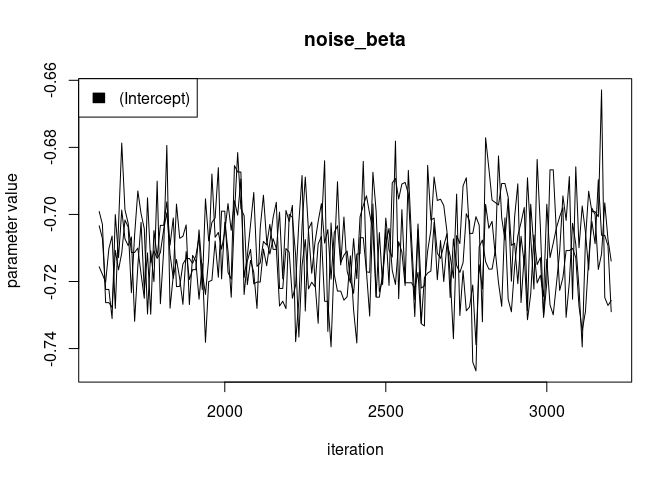 noise_beta
(Intercept)
parameter value
-0.66
-0.68
-0.70
-0.72
-0.74
2000
2500
3000
iteration